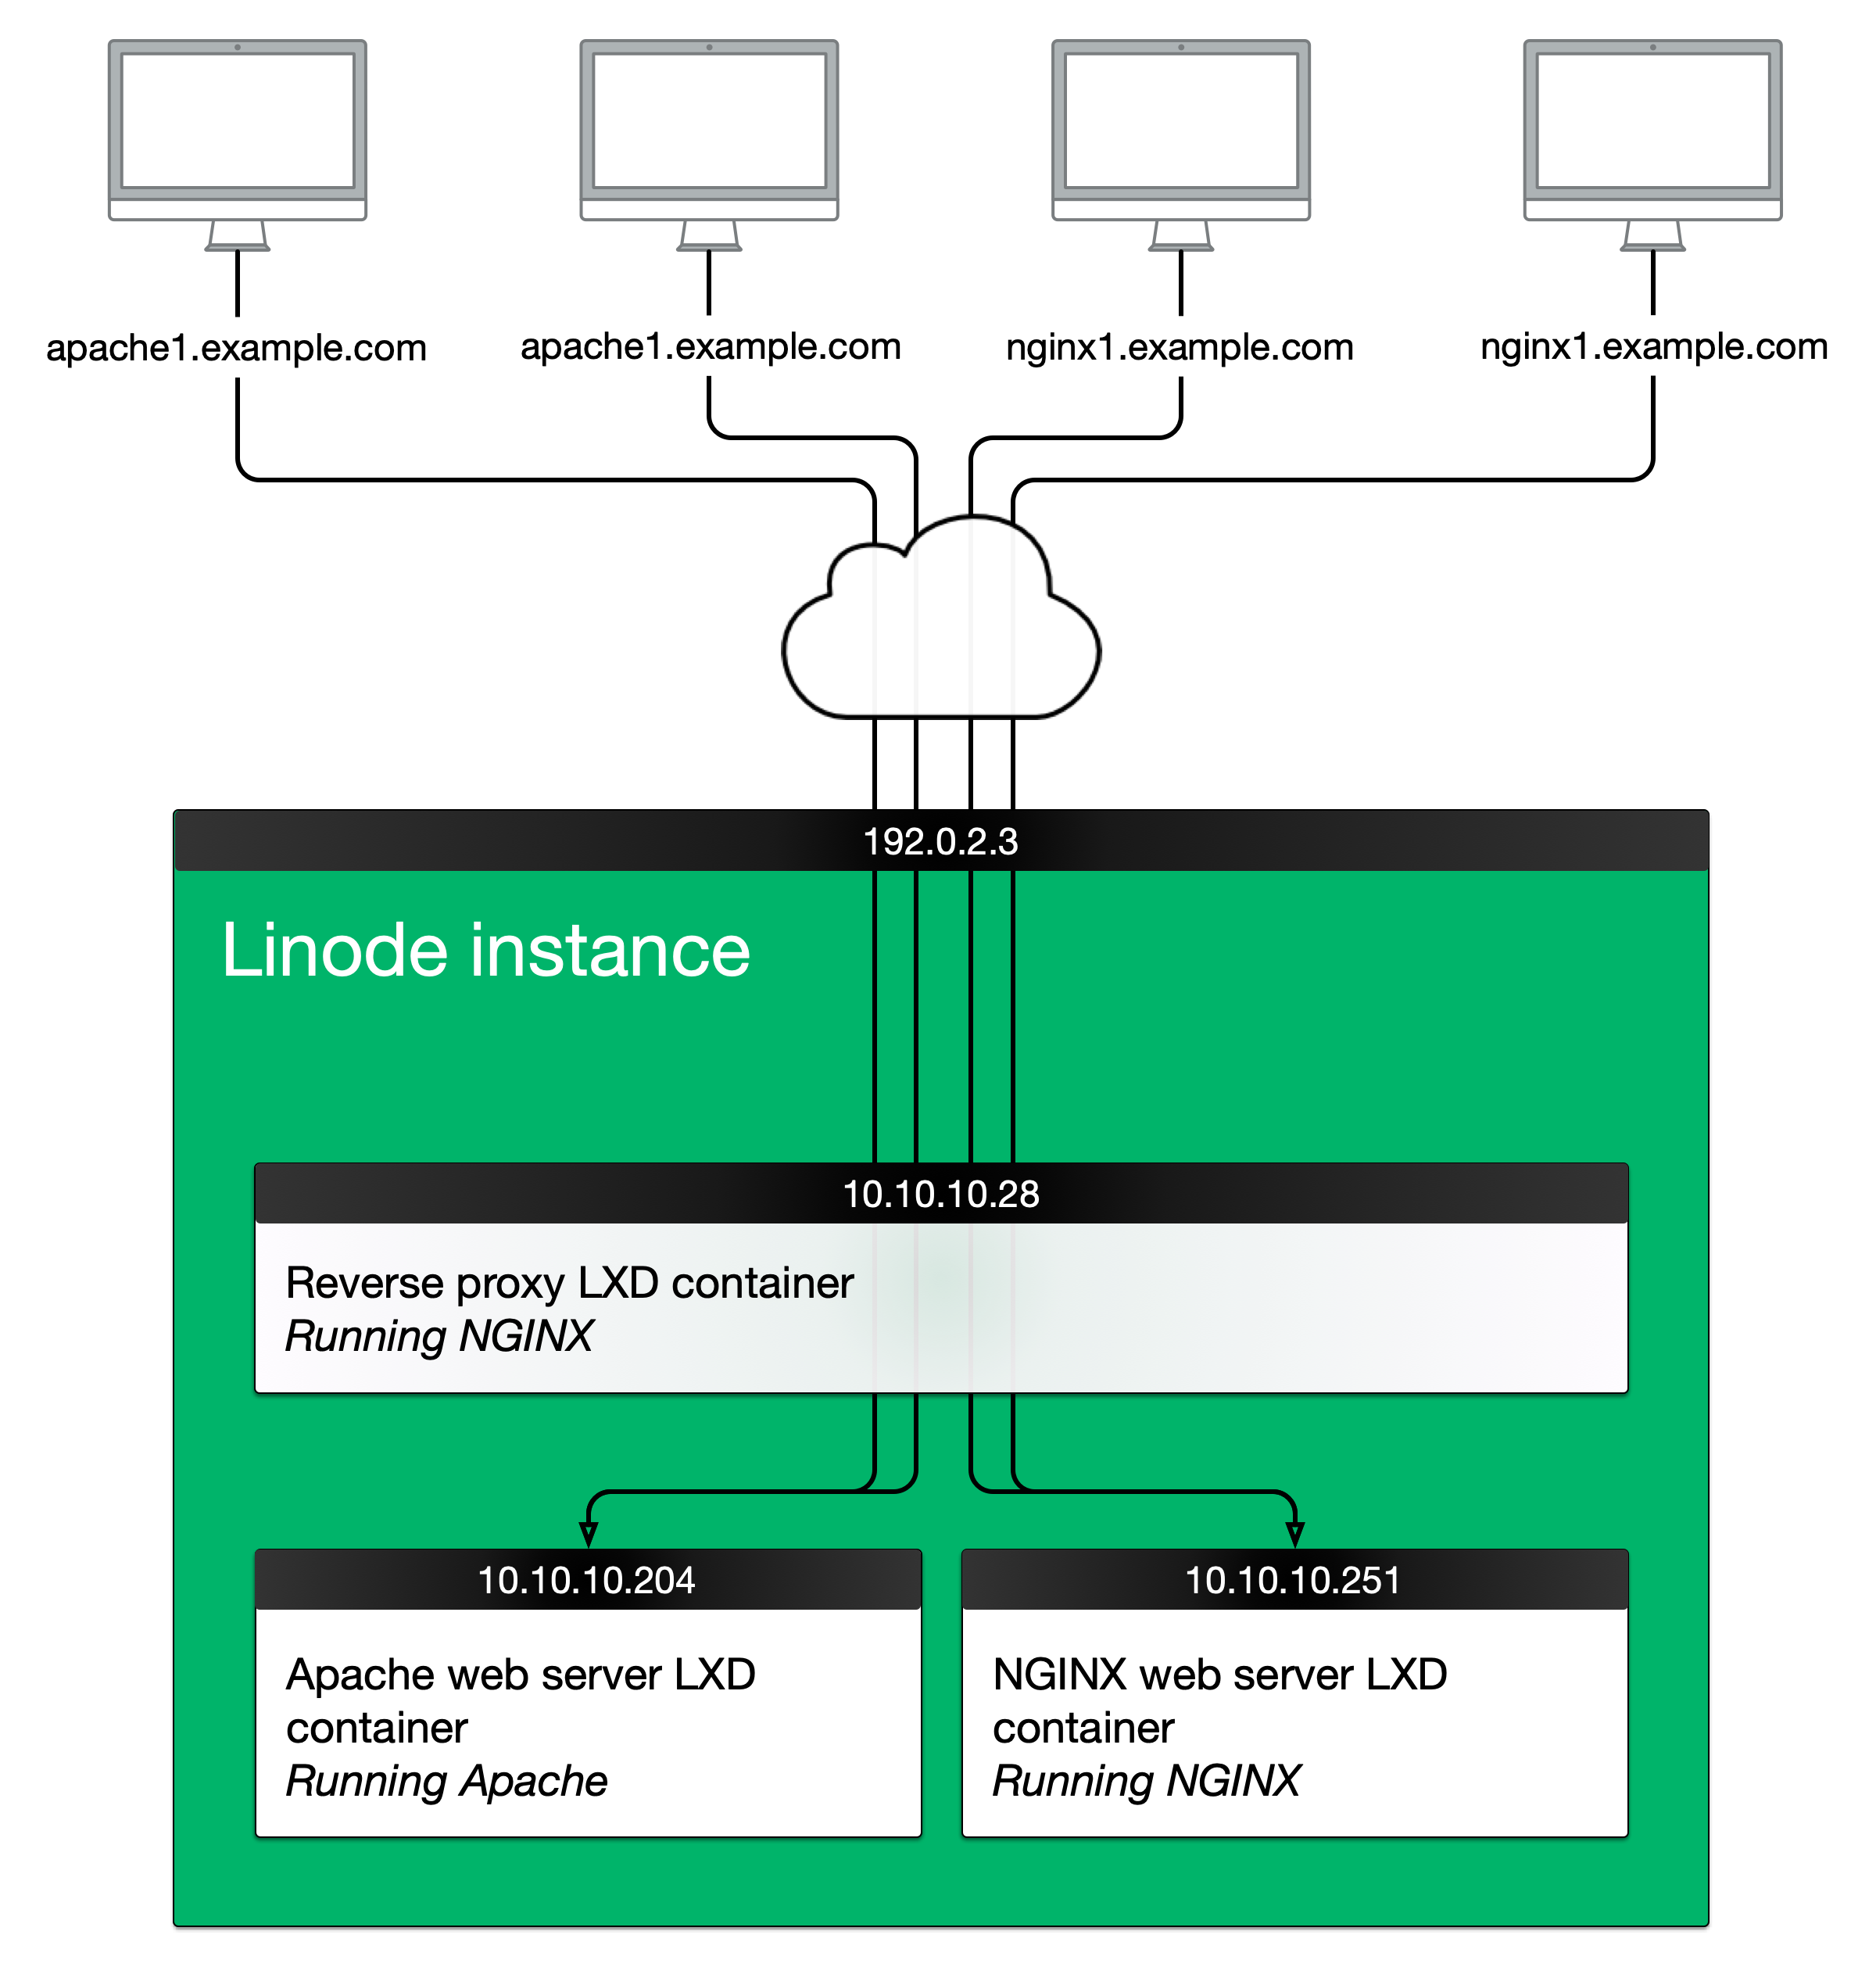 apache1.example.com
apache1.example.com
nginx1.example.com
nginx1.example.com
192.0.2.3
Linode instance
10.10.10.28
Reverse proxy LXD container
Running NGINX
10.10.10.204
Apache web server LXD
container
Running Apache
10.10.10.251
NGINX web server LXD
container
Running NGINX